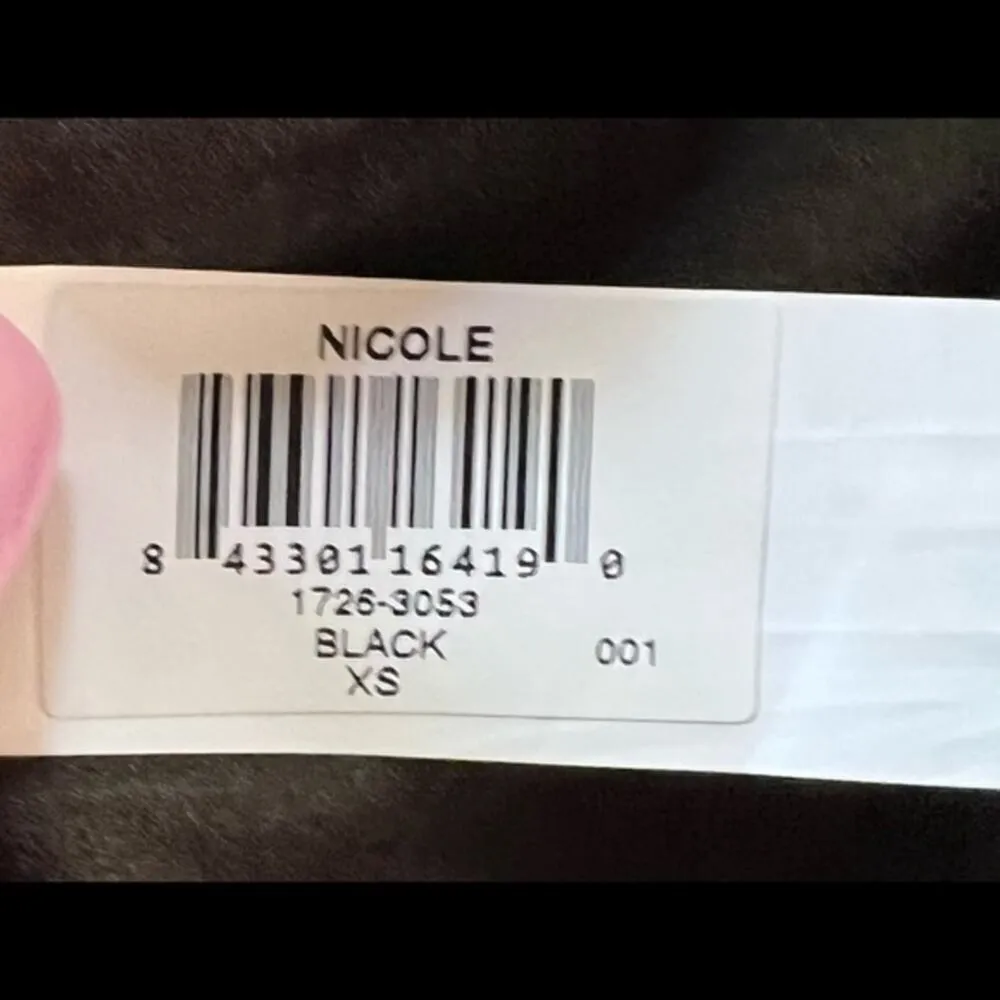 NICOLE
8 43301 16419 0
1726-3053
BLACK 001
XS